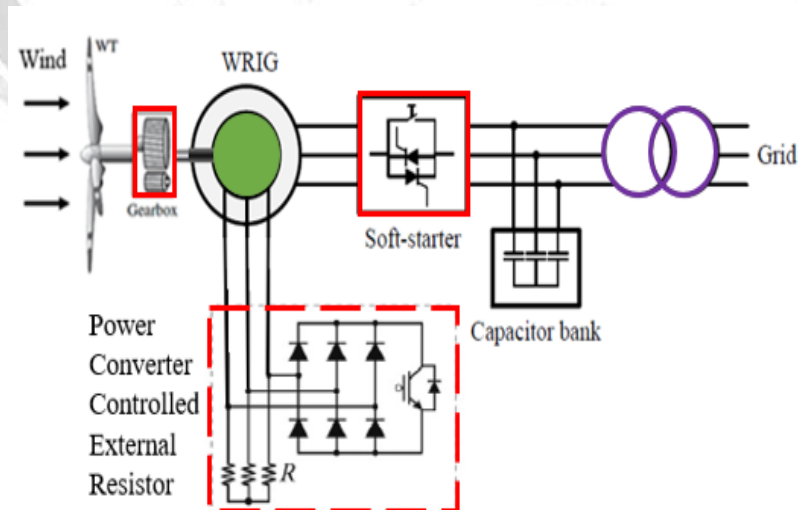 Wind
WT
WRIG
Gearbox
Soft-starter
Grid
Capacitor bank
Power
Converter
Controlled
External
Resistor
R